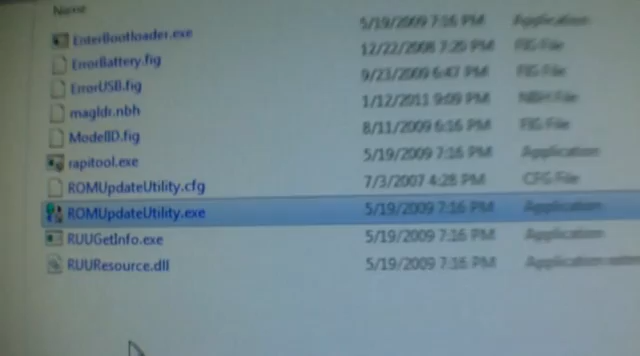 Name
EnterBootloader.exe 5/19/2009 7:16 PM Application
ErrorBattery.fig 12/22/2008 7:20 PM FIG File
ErrorUSB.fig 9/23/2009 6:47 PM FIG File
magldr.nbh 1/12/2011 9:09 PM NBH File
ModelID.fig 8/11/2009 6:16 PM FIG File
rapitool.exe 5/19/2009 7:16 PM Application
ROMUpdateUtility.cfg 7/3/2007 4:28 PM CFG File
ROMUpdateUtility.exe 5/19/2009 7:16 PM Application
RUUGetInfo.exe 5/19/2009 7:16 PM Application
RUUResource.dll 5/19/2009 7:16 PM Application